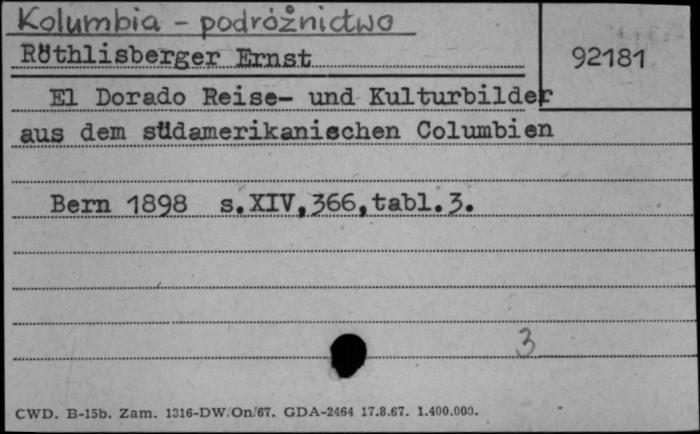 Kolumbia - podróżnictwo
Röthlisberger Ernst
92181
El Dorado Reise- und Kulturbilder
aus dem südamerikanischen Columbien
Bern 1898 s.XIV,366,tabl.3.
3
CWD. B-15b. Zam. 1316-DW/On/67. GDA-2464 17.8.67. 1.400.000.